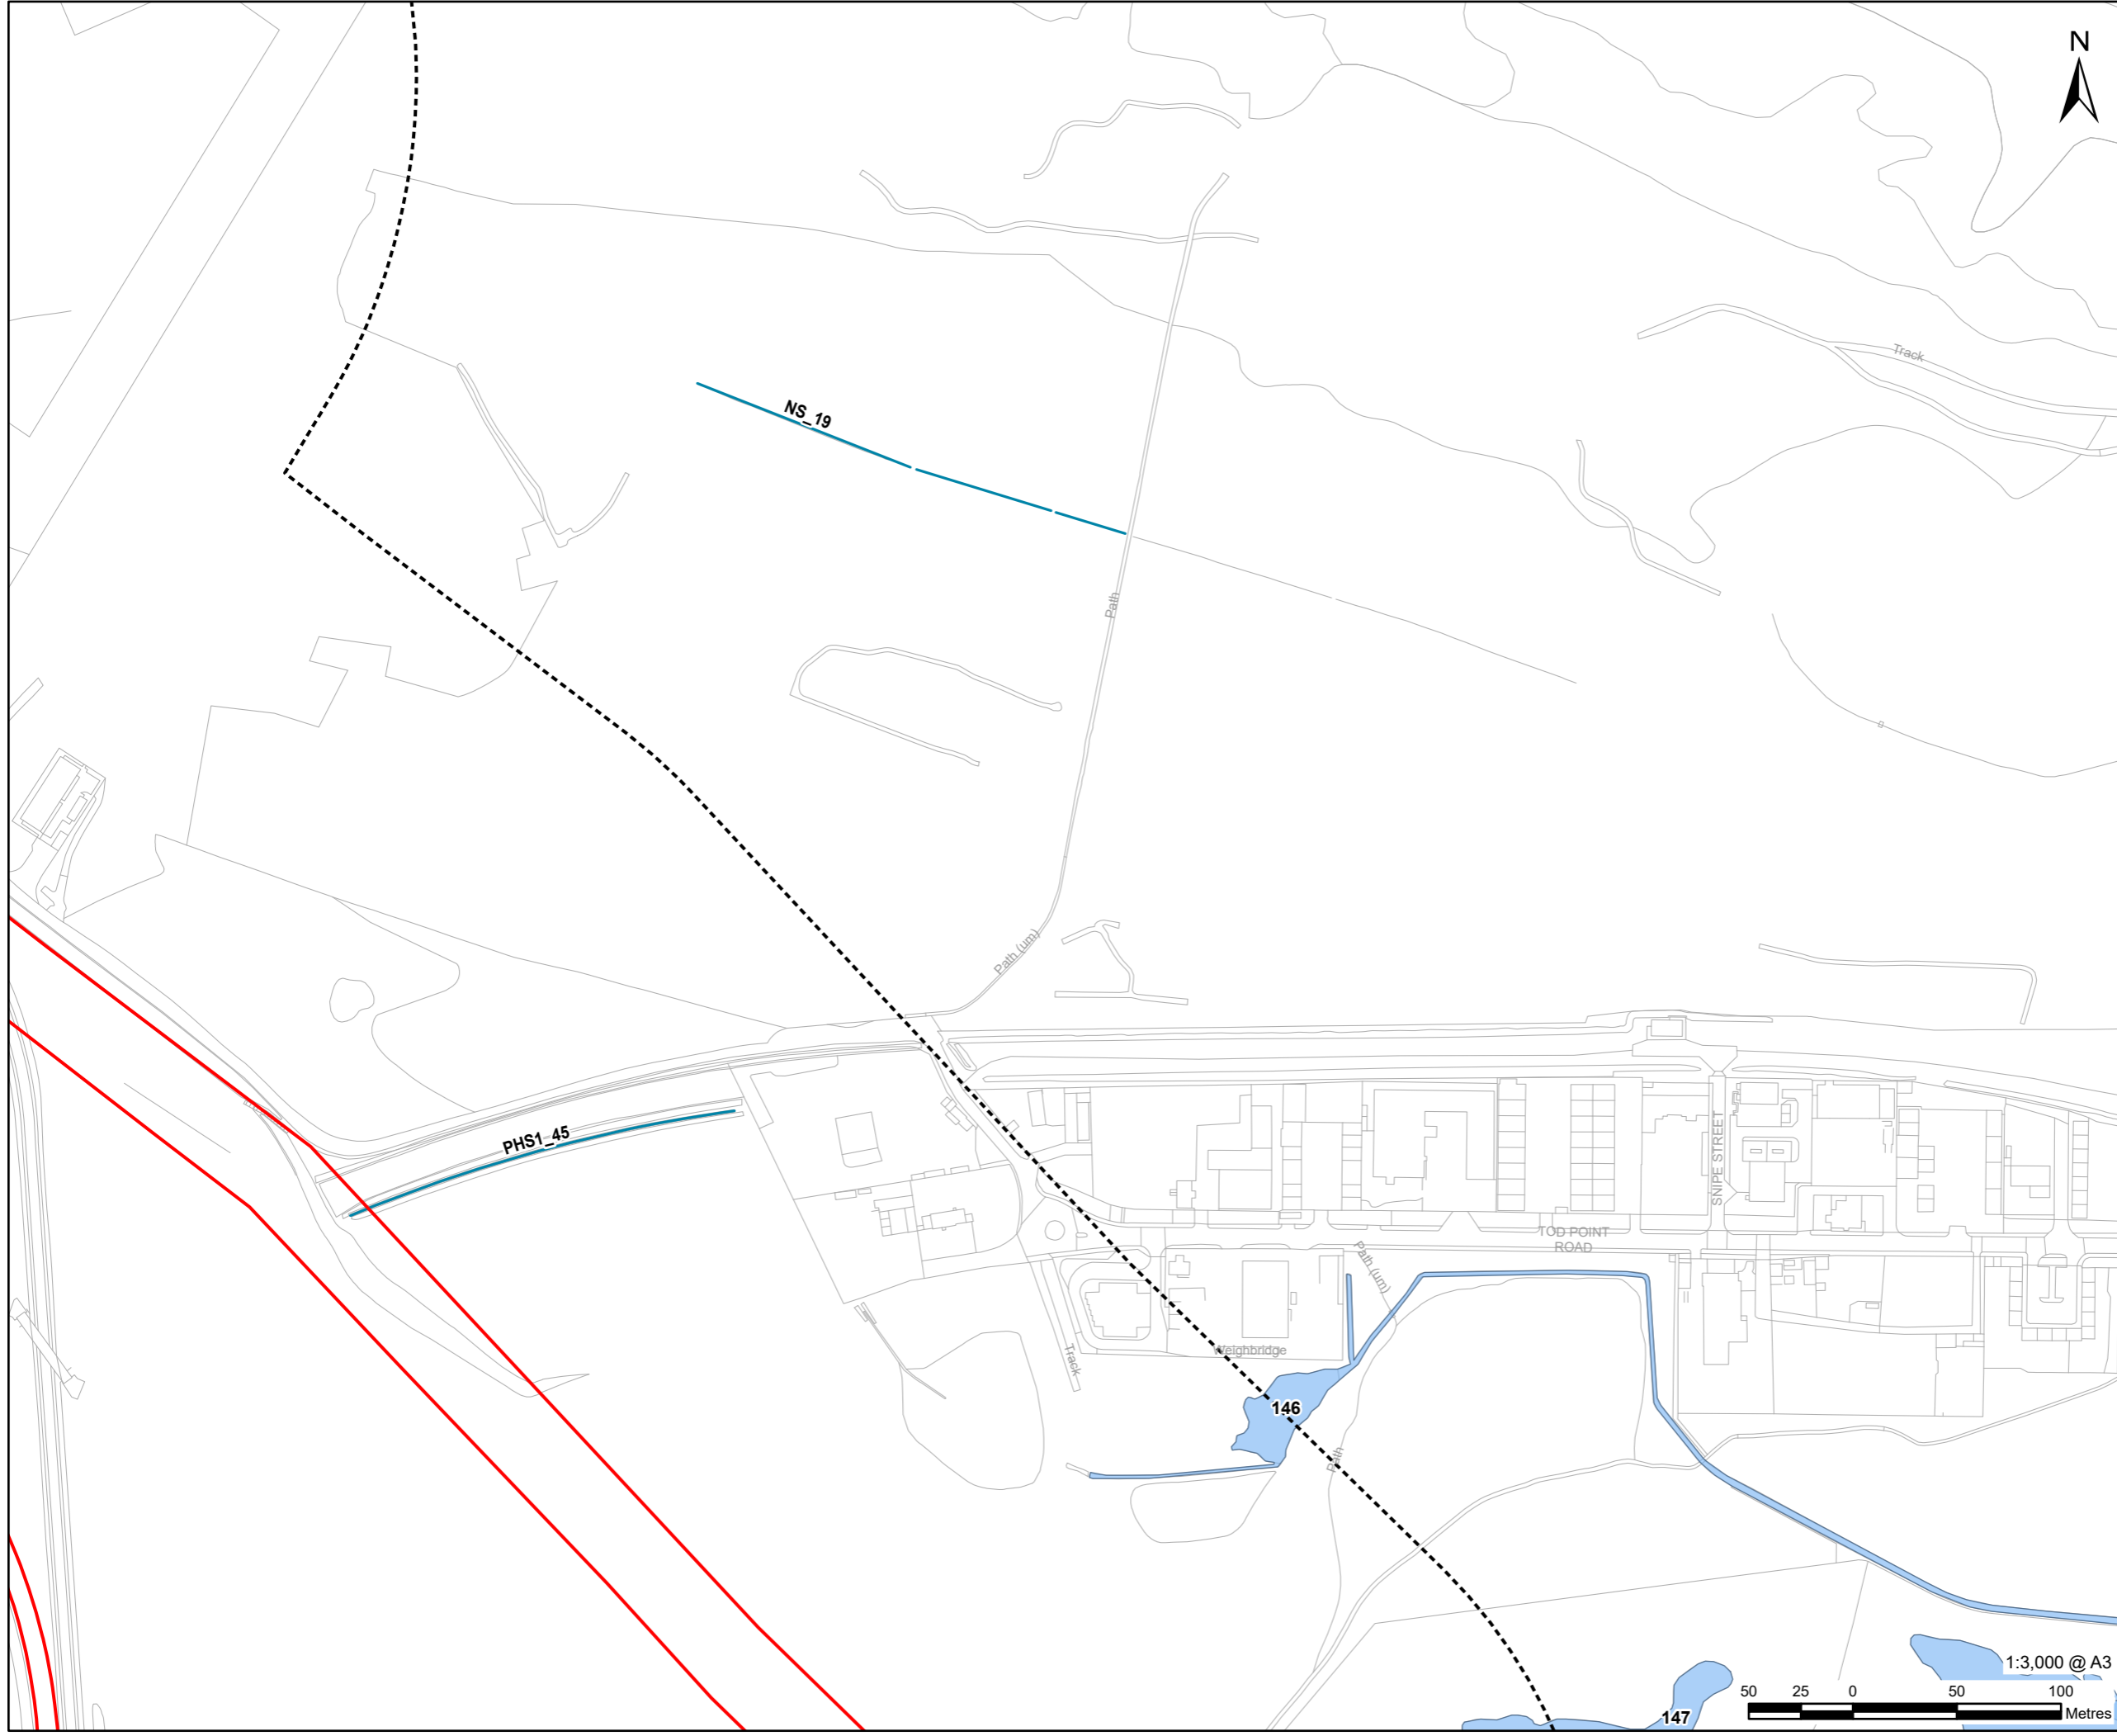 N
Track
NS_19
Path
Path (um)
PHS1_45
SNIPE STREET
TOD POINT
ROAD
Path (um)
Weighbridge
Track
146
Path
1:3,000 @ A3
50 25 0 50 100
Metres
147